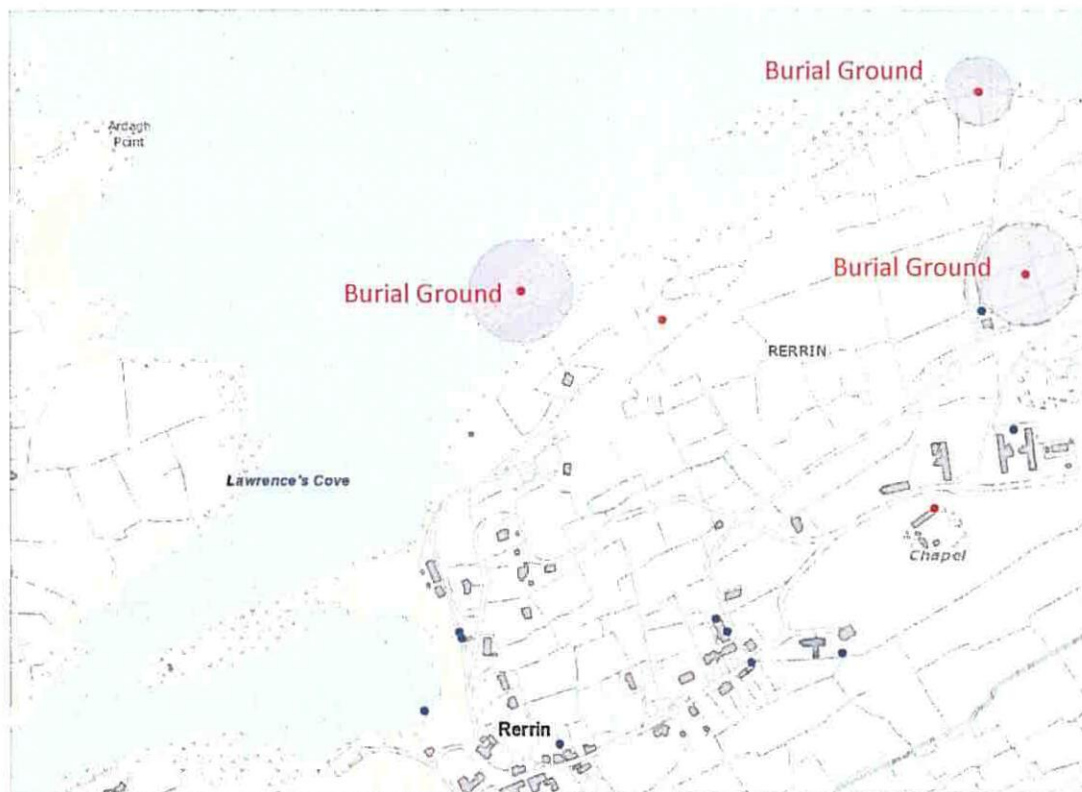 Burial Ground
Ardagh
Point
Burial Ground
Burial Ground
RERRIN
Lawrence's Cove
Chapel
Rerrin